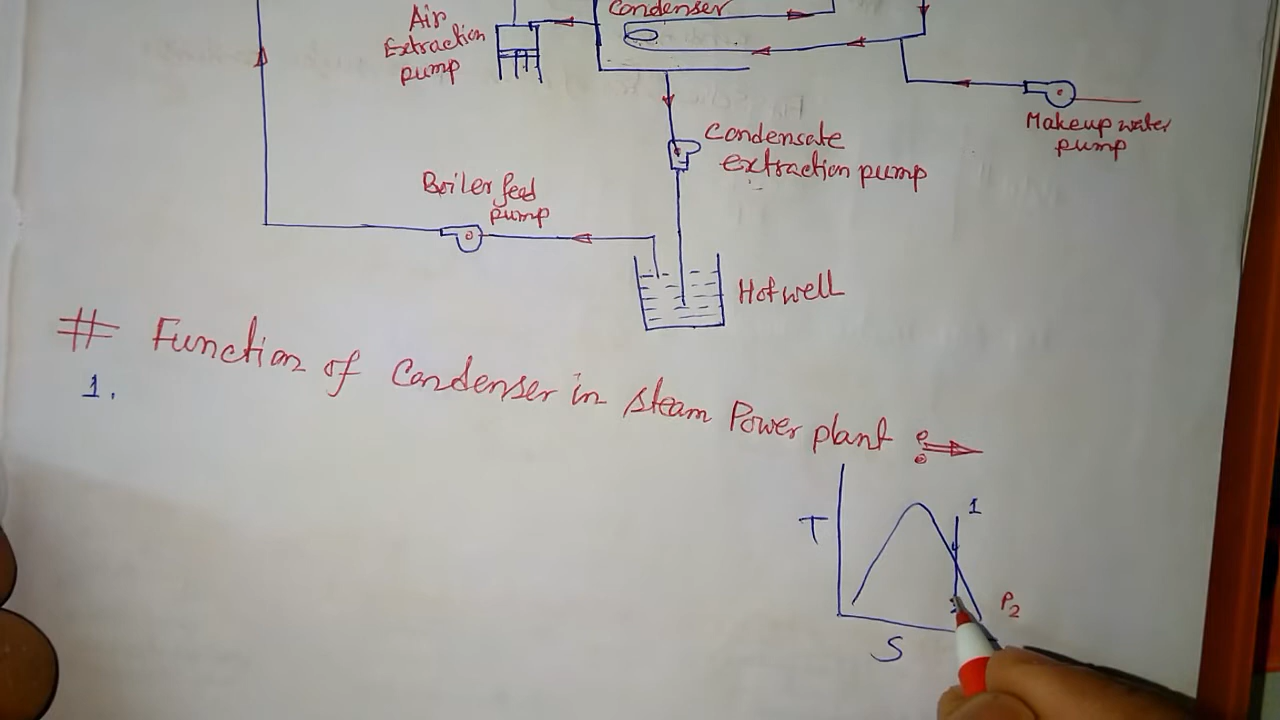 Condenser
Air
Extraction
pump
Makeup water
pump
Condensate
extraction pump
Boiler feed
pump
Hotwell
# Function of Condenser in steam Power plant :⇒
1.
1
T
P2
S